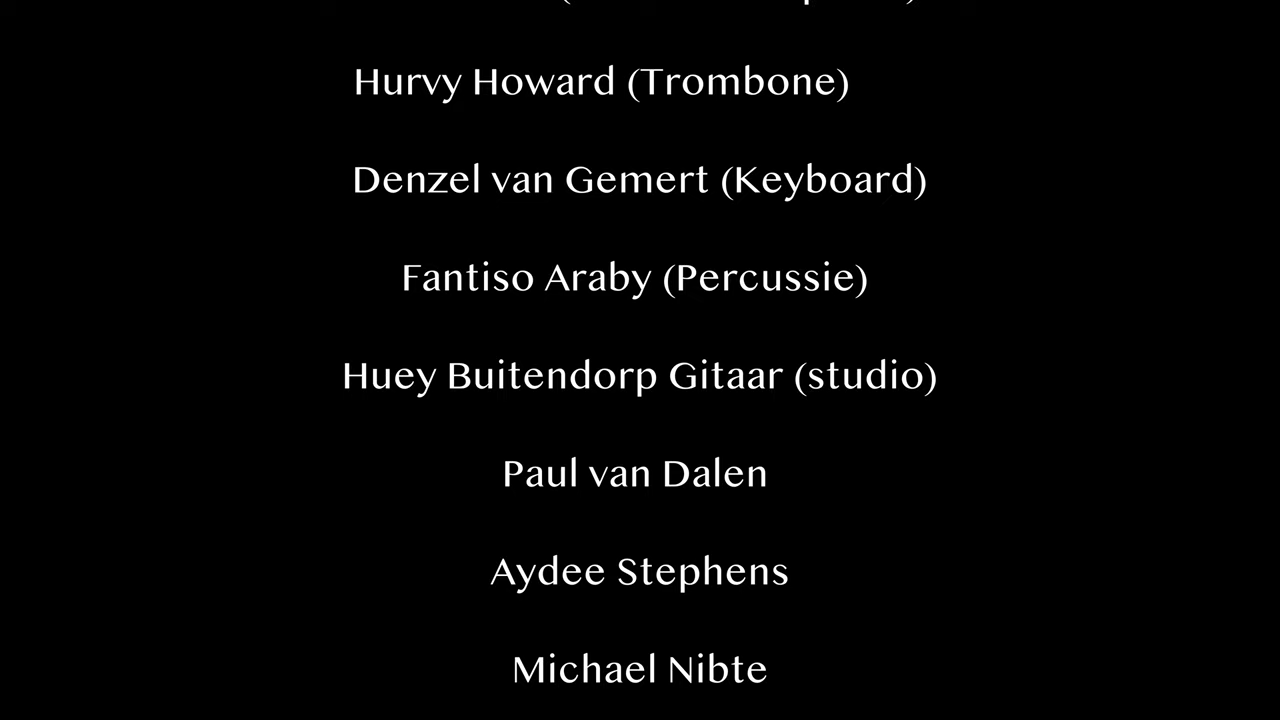 Hurvy Howard (Trombone)
Denzel van Gemert (Keyboard)
Fantiso Araby (Percussie)
Huey Buitendorp Gitaar (studio)
Paul van Dalen
Aydee Stephens
Michael Nibte